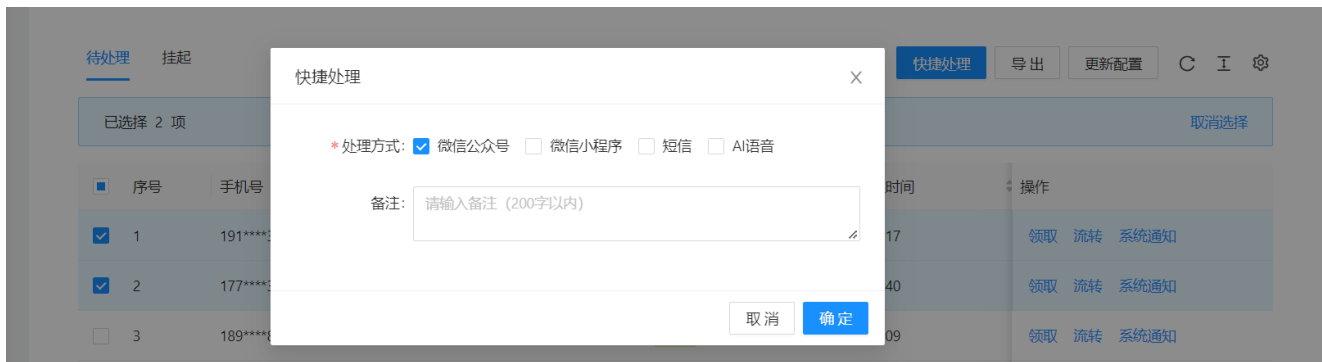 待处理 挂起 快捷处理 导出 更新配置
快捷处理
已选择 2 项 取消选择
*处理方式: 微信公众号 微信小程序 短信 AI语音
序号 手机号 时间 操作
备注: 请输入备注（200字以内）
1 191**** 17 领取 流转 系统通知
2 177**** 40 领取 流转 系统通知
取消 确定
3 189**** 09 领取 流转 系统通知